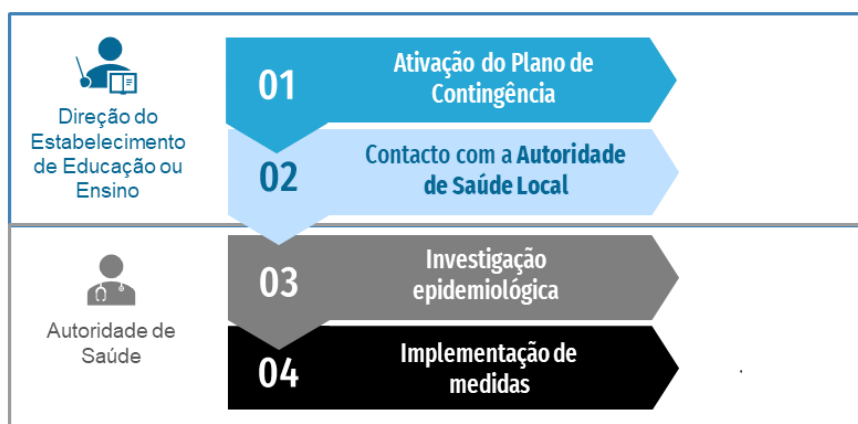 Direção do
Estabelecimento
de Educação ou
Ensino
01
Ativação do Plano de
Contingência
02
Contacto com a Autoridade
de Saúde Local
Autoridade de
Saúde
03
Investigação
epidemiológica
04
Implementação de
medidas